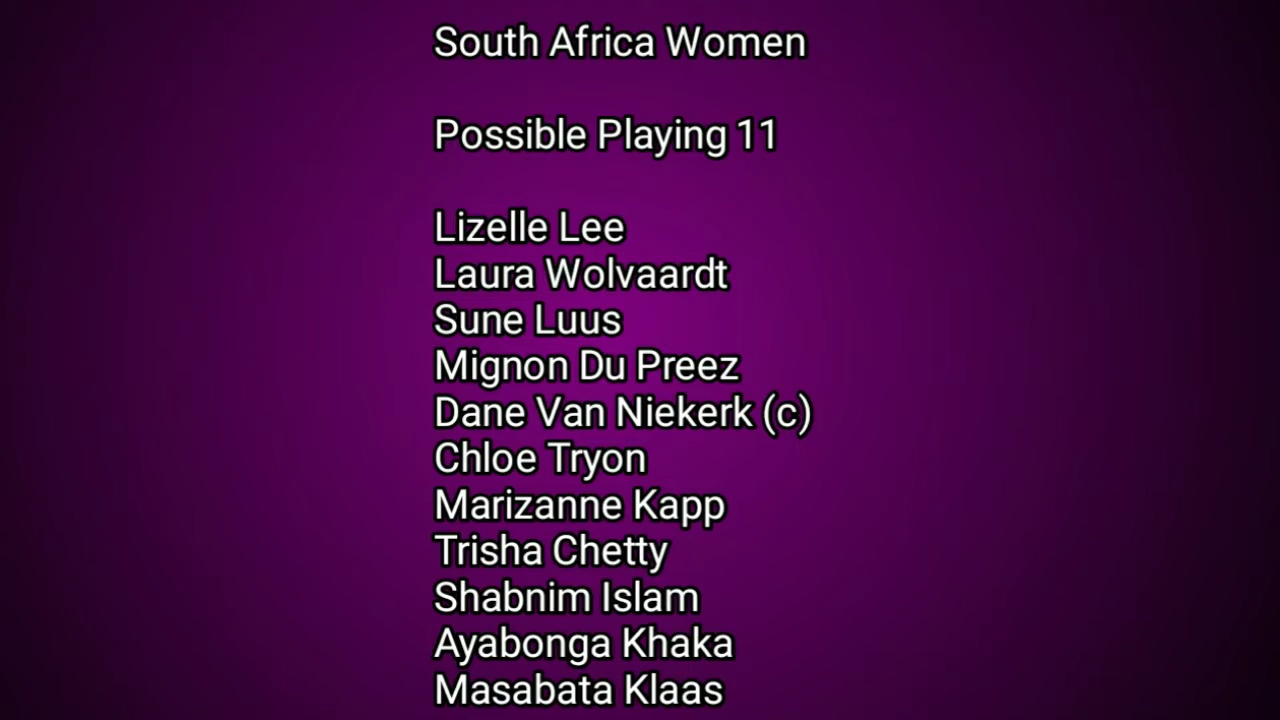 South Africa Women
Possible Playing 11
Lizelle Lee
Laura Wolvaardt
Sune Luus
Mignon Du Preez
Dane Van Niekerk (c)
Chloe Tryon
Marizanne Kapp
Trisha Chetty
Shabnim Islam
Ayabonga Khaka
Masabata Klaas